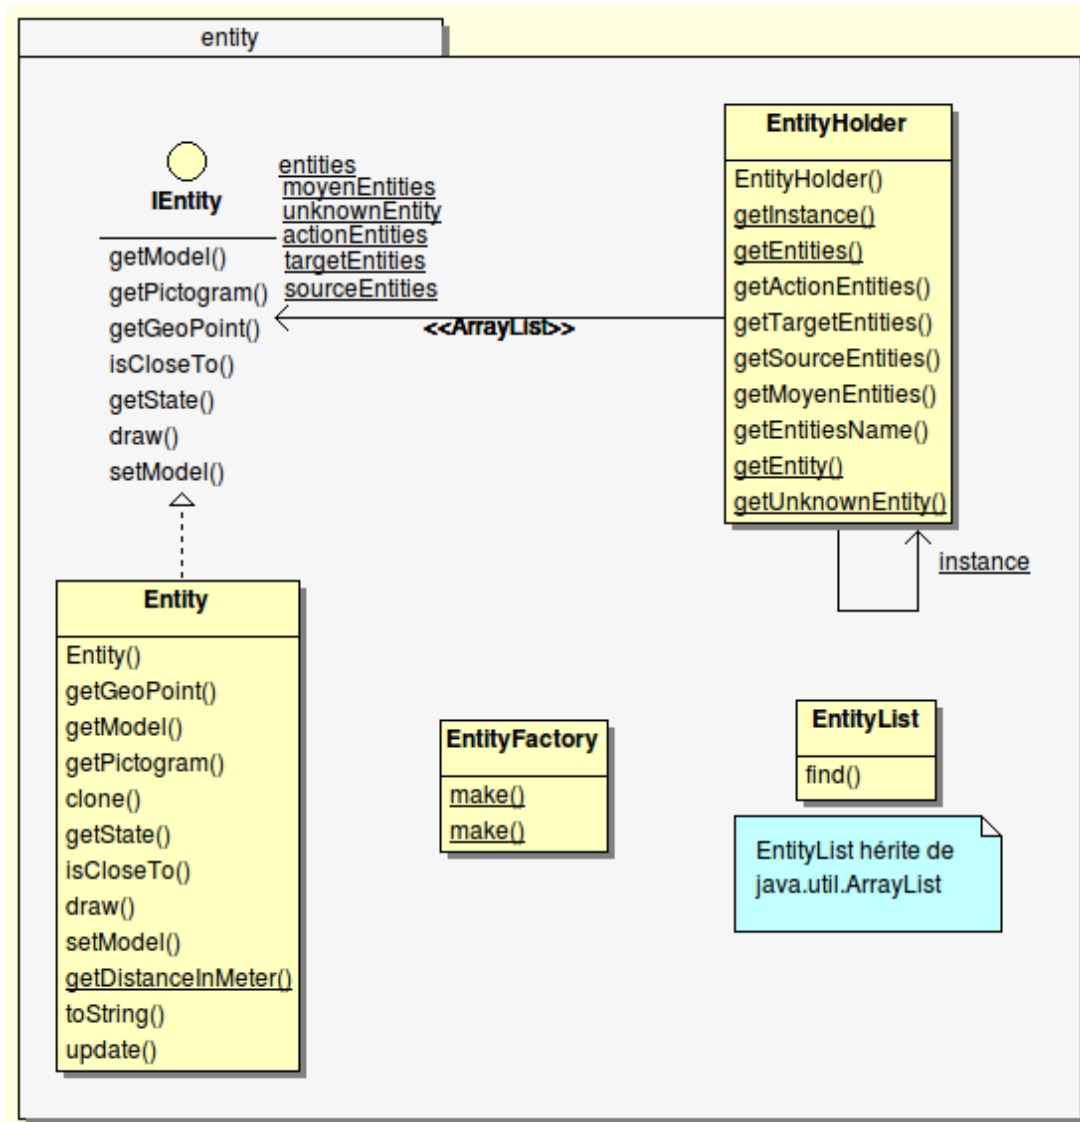 entity
IEntity
getModel()
getPictogram()
getGeoPoint()
isCloseTo()
getState()
draw()
setModel()
entities
moyenEntities
unknownEntity
actionEntities
targetEntities
sourceEntities
<<ArrayList>>
EntityHolder
EntityHolder()
getInstance()
getEntities()
getActionEntities()
getTargetEntities()
getSourceEntities()
getMoyenEntities()
getEntitiesName()
getEntity()
getUnknownEntity()
instance
Entity
Entity()
getGeoPoint()
getModel()
getPictogram()
clone()
getState()
isCloseTo()
draw()
setModel()
getDistanceInMeter()
toString()
update()
EntityFactory
make()
make()
EntityList
find()
EntityList hérite de
java.util.ArrayList